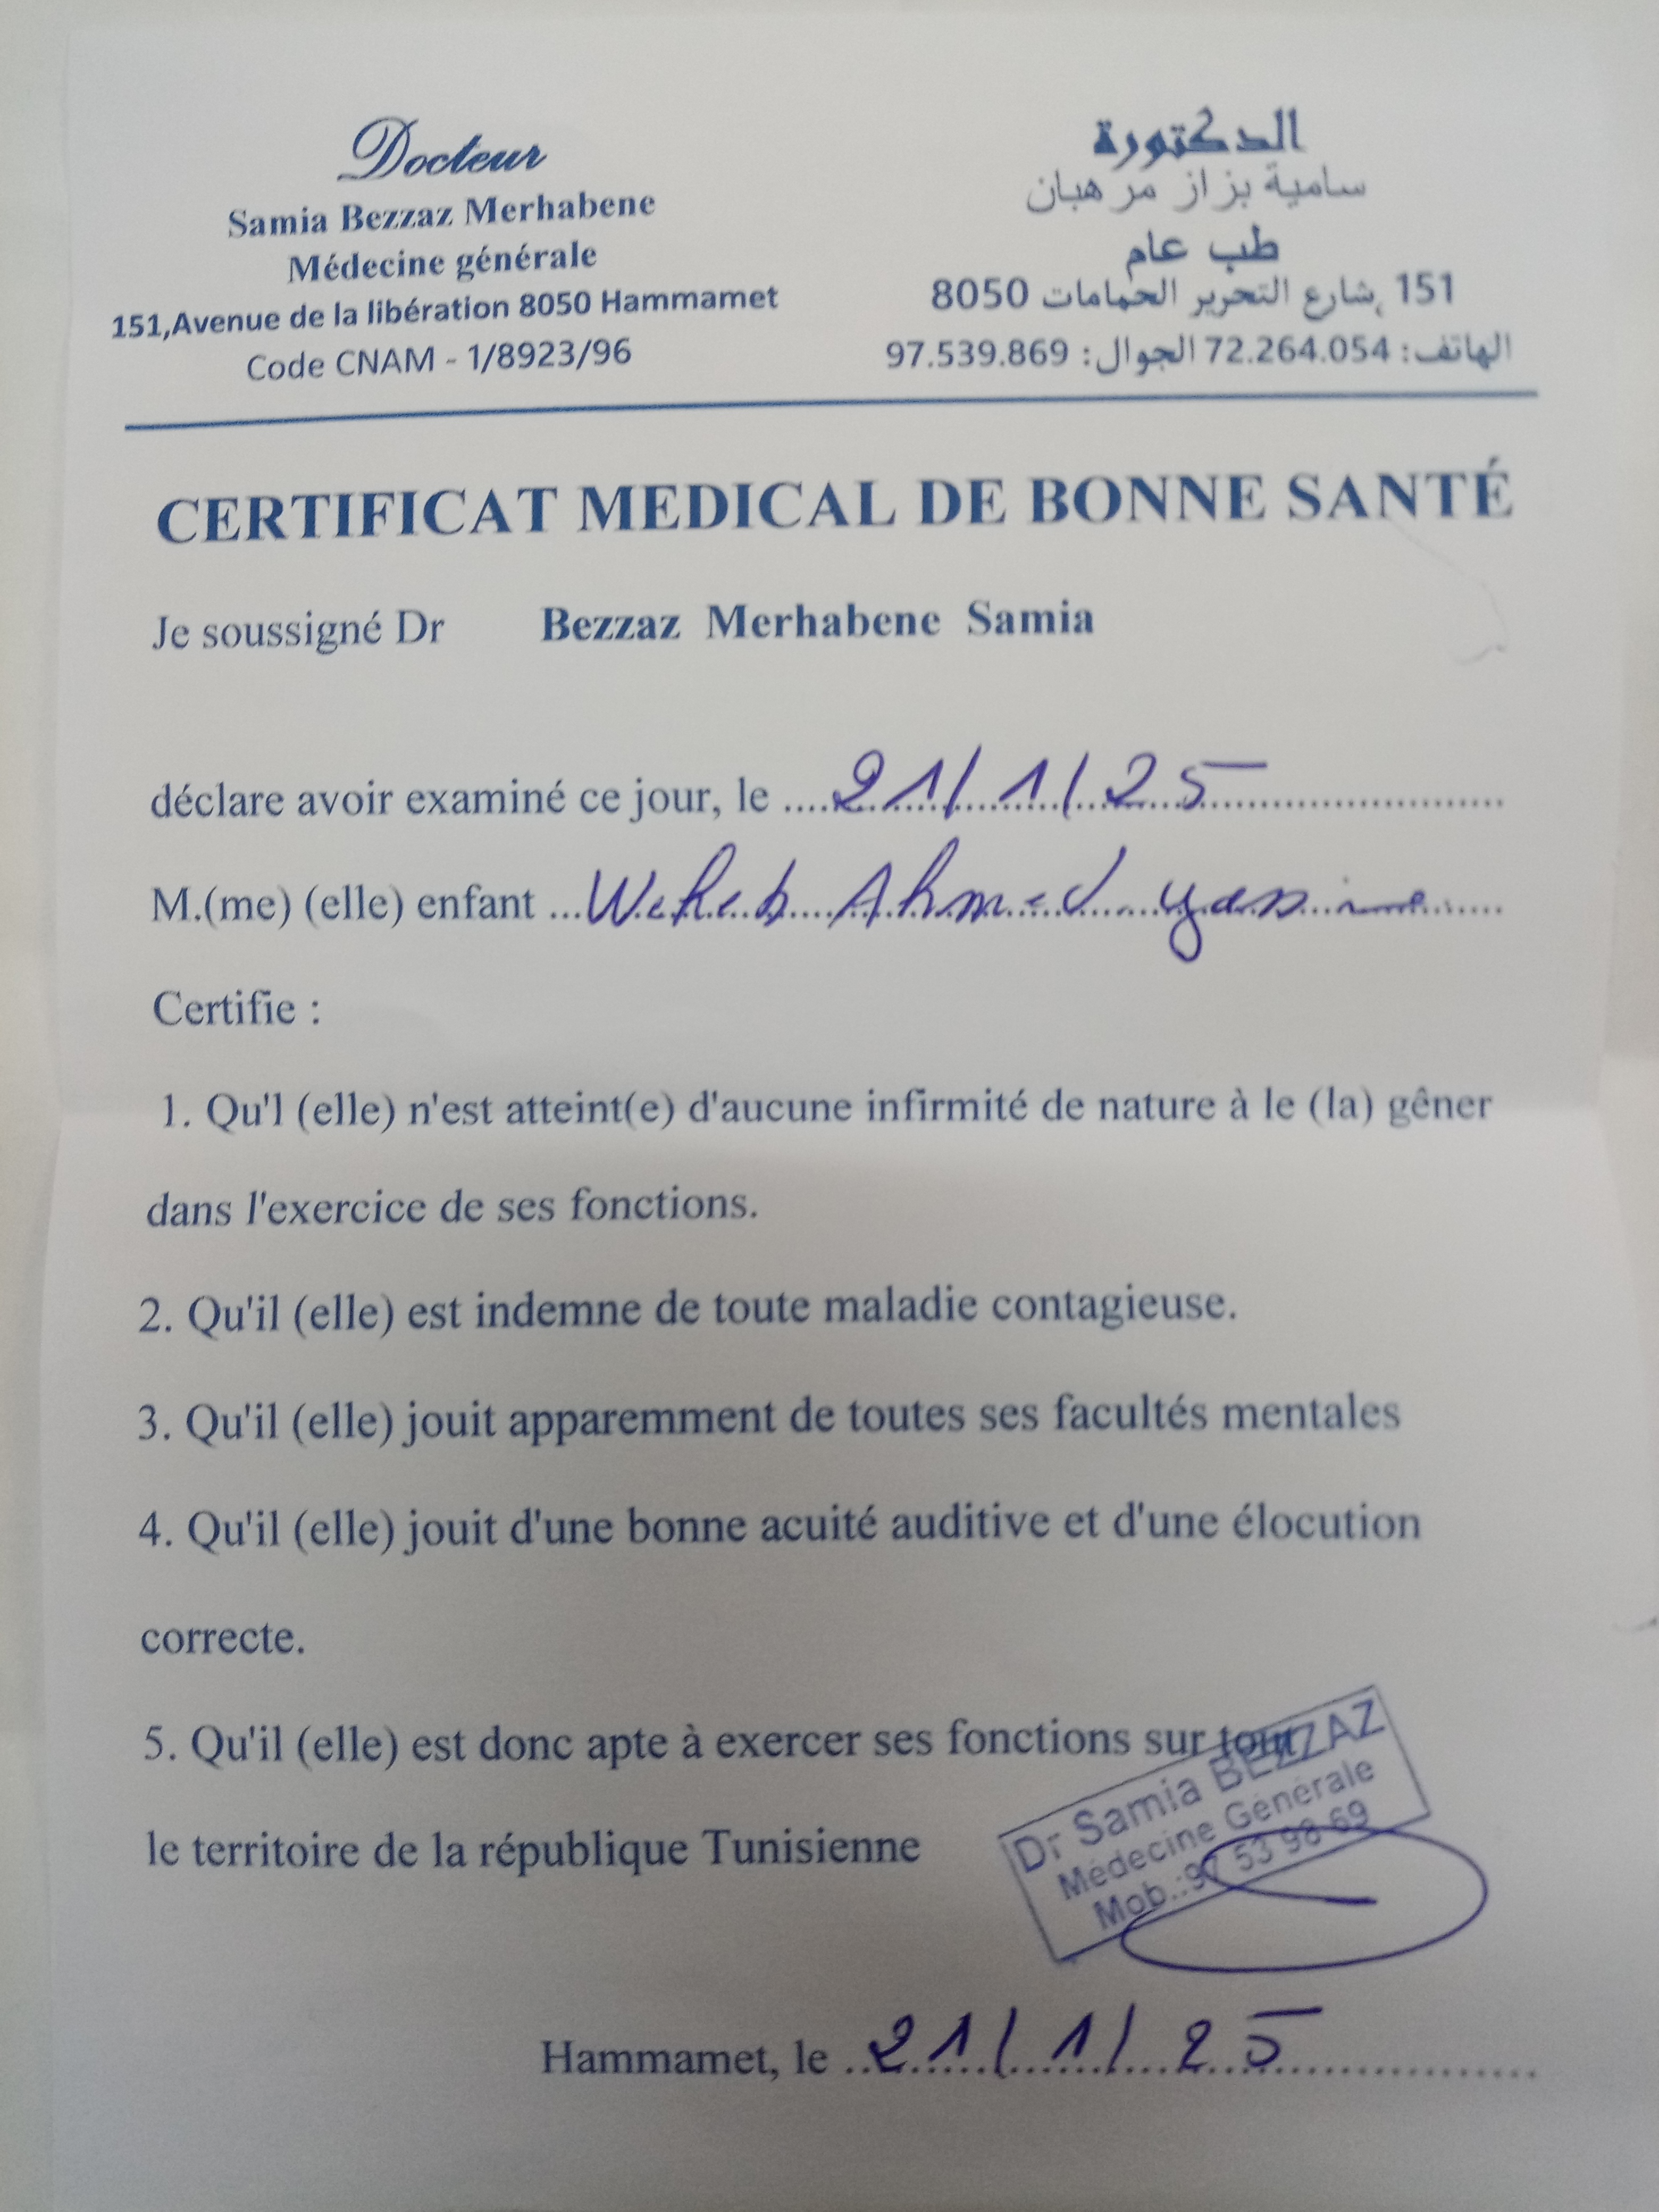 Docteur
Samia Bezzaz Merhabene
Médecine générale
151,Avenue de la libération 8050 Hammamet
Code CNAM - 1/8923/96
الدكتورة
سامية بزاز مرهبان
طب عام
151 ,شارع التحرير الحمامات 8050
الهاتف: 72.264.054 الجوال: 97.539.869
CERTIFICAT MEDICAL DE BONNE SANTÉ
Je soussigné Dr Bezzaz Merhabene Samia
déclare avoir examiné ce jour, le 21/1/25
M.(me) (elle) enfant Weheb Ahmed yassine
Certifie :
1. Qu'l (elle) n'est atteint(e) d'aucune infirmité de nature à le (la) gêner
dans l'exercice de ses fonctions.
2. Qu'il (elle) est indemne de toute maladie contagieuse.
3. Qu'il (elle) jouit apparemment de toutes ses facultés mentales
4. Qu'il (elle) jouit d'une bonne acuité auditive et d'une élocution
correcte.
5. Qu'il (elle) est donc apte à exercer ses fonctions sur tout
le territoire de la république Tunisienne
Dr Samia BEZZAZ
Médecine Générale
Mob.:97 53 98 69
Hammamet, le 21/1/25